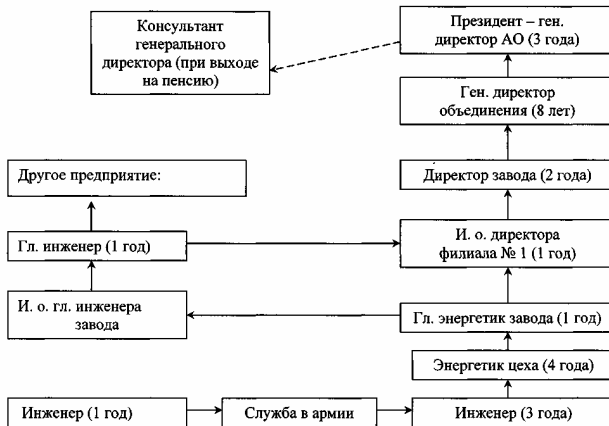 Консультант
генерального
директора (при выходе
на пенсию)
Президент – ген.
директор АО (3 года)
Ген. директор
объединения (8 лет)
Другое предприятие:
Директор завода (2 года)
Гл. инженер (1 год)
И. о. директора
филиала № 1 (1 год)
И. о. гл. инженера
завода
Гл. энергетик завода (1 год)
Энергетик цеха (4 года)
Инженер (1 год)
Служба в армии
Инженер (3 года)